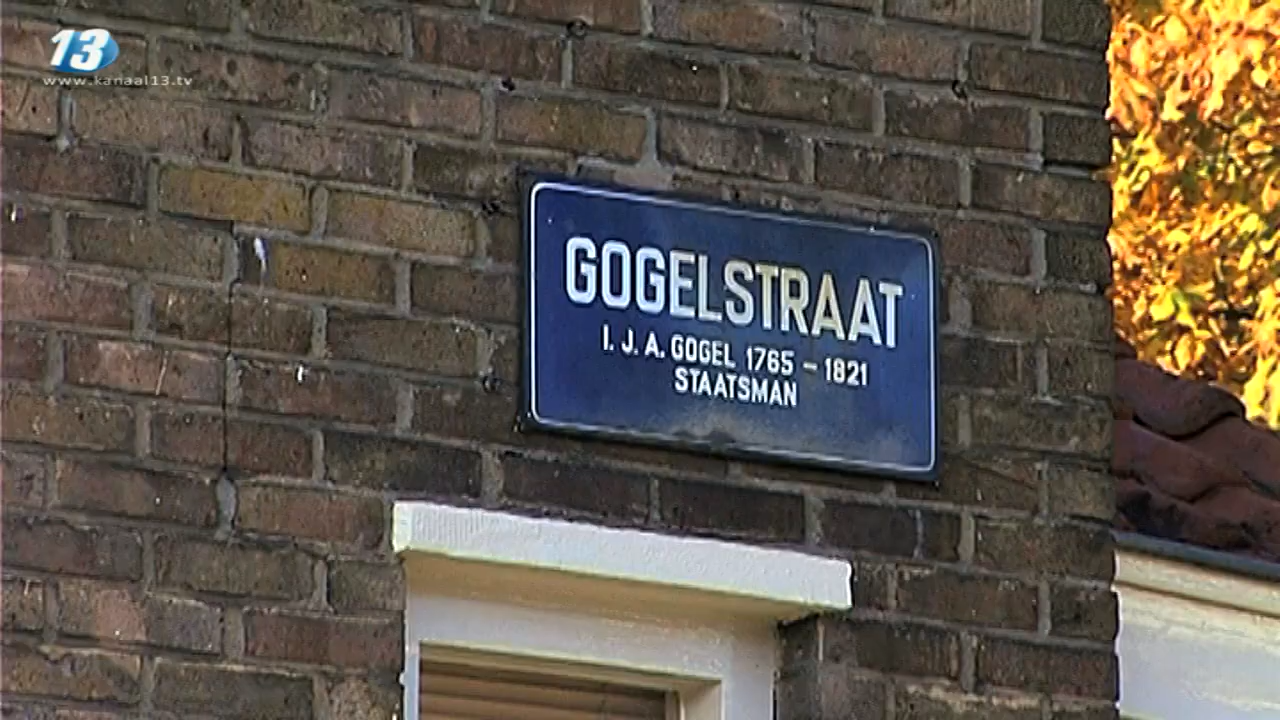 13
www.kanaal13.tv
GOGELSTRAAT
I. J. A. GOGEL 1765 – 1821
STAATSMAN